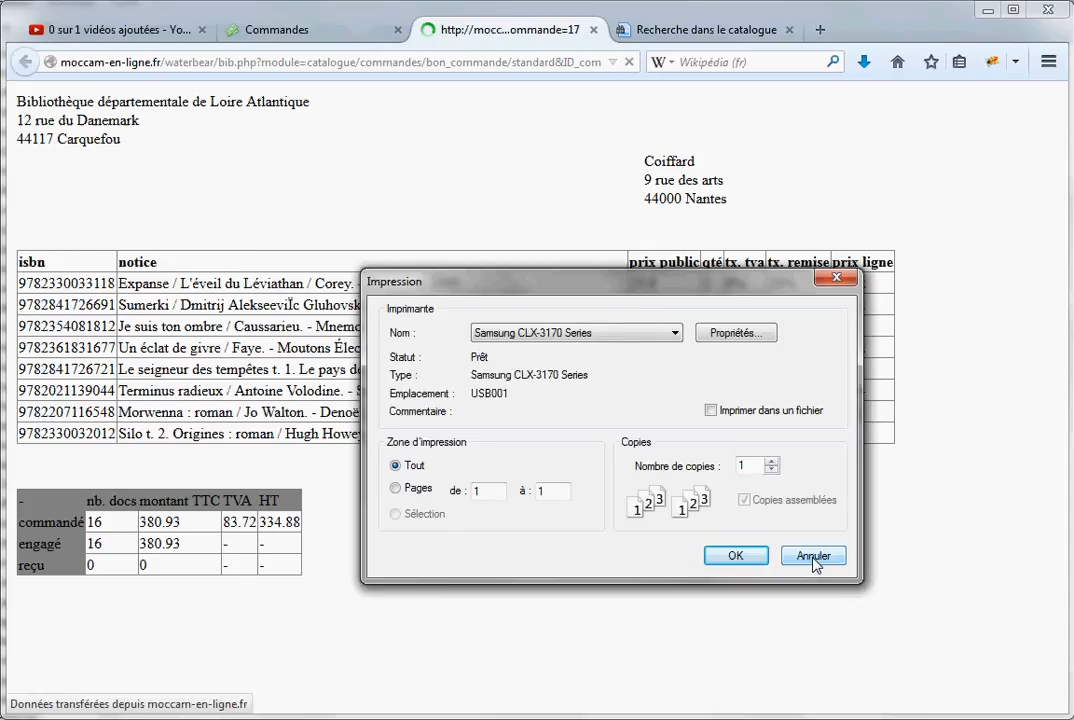 0 sur 1 vidéos ajoutées - Yo...
Commandes
http://mocc...ommande=17
Recherche dans le catalogue
moccam-en-ligne.fr/waterbear/bib.php?module=catalogue/commandes/bon_commande/standard&ID_com
W
Wikipédia (fr)
Bibliothèque départementale de Loire Atlantique
12 rue du Danemark
44117 Carquefou
Coiffard
9 rue des arts
44000 Nantes
isbn notice prix public qté tx. tva tx. remise prix ligne
9782330033118 Expanse / L'éveil du Léviathan / Corey. -
9782841726691 Sumerki / Dmitrij AlekseeviÏc Gluhovsk
9782354081812 Je suis ton ombre / Caussarieu. - Mnemo
9782361831677 Un éclat de givre / Faye. - Moutons Élec
9782841726721 Le seigneur des tempêtes t. 1. Le pays de
9782021139044 Terminus radieux / Antoine Volodine. - S
9782207116548 Morwenna : roman / Jo Walton. - Denoë
9782330032012 Silo t. 2. Origines : roman / Hugh Howey
- nb. docs montant TTC TVA HT
commandé 16 380.93 83.72 334.88
engagé 16 380.93 - -
reçu 0 0 - -
Impression
Imprimante
Nom : Samsung CLX-3170 Series Propriétés...
Statut : Prêt
Type : Samsung CLX-3170 Series
Emplacement : USB001
Commentaire : Imprimer dans un fichier
Zone d'impression
Tout
Pages de : 1 à : 1
Sélection
Copies
Nombre de copies : 1
1 2 3 1 2 3
Copies assemblées
OK Annuler
Données transférées depuis moccam-en-ligne.fr